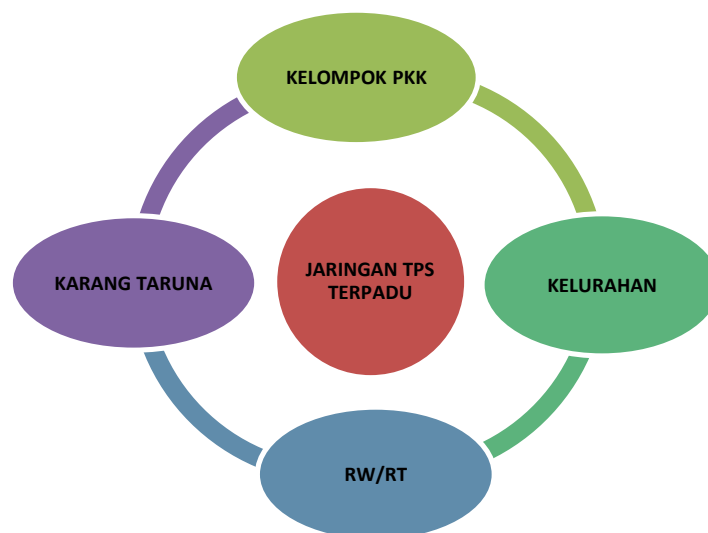 KELOMPOK PKK
KARANG TARUNA
JARINGAN TPS
TERPADU
KELURAHAN
RW/RT